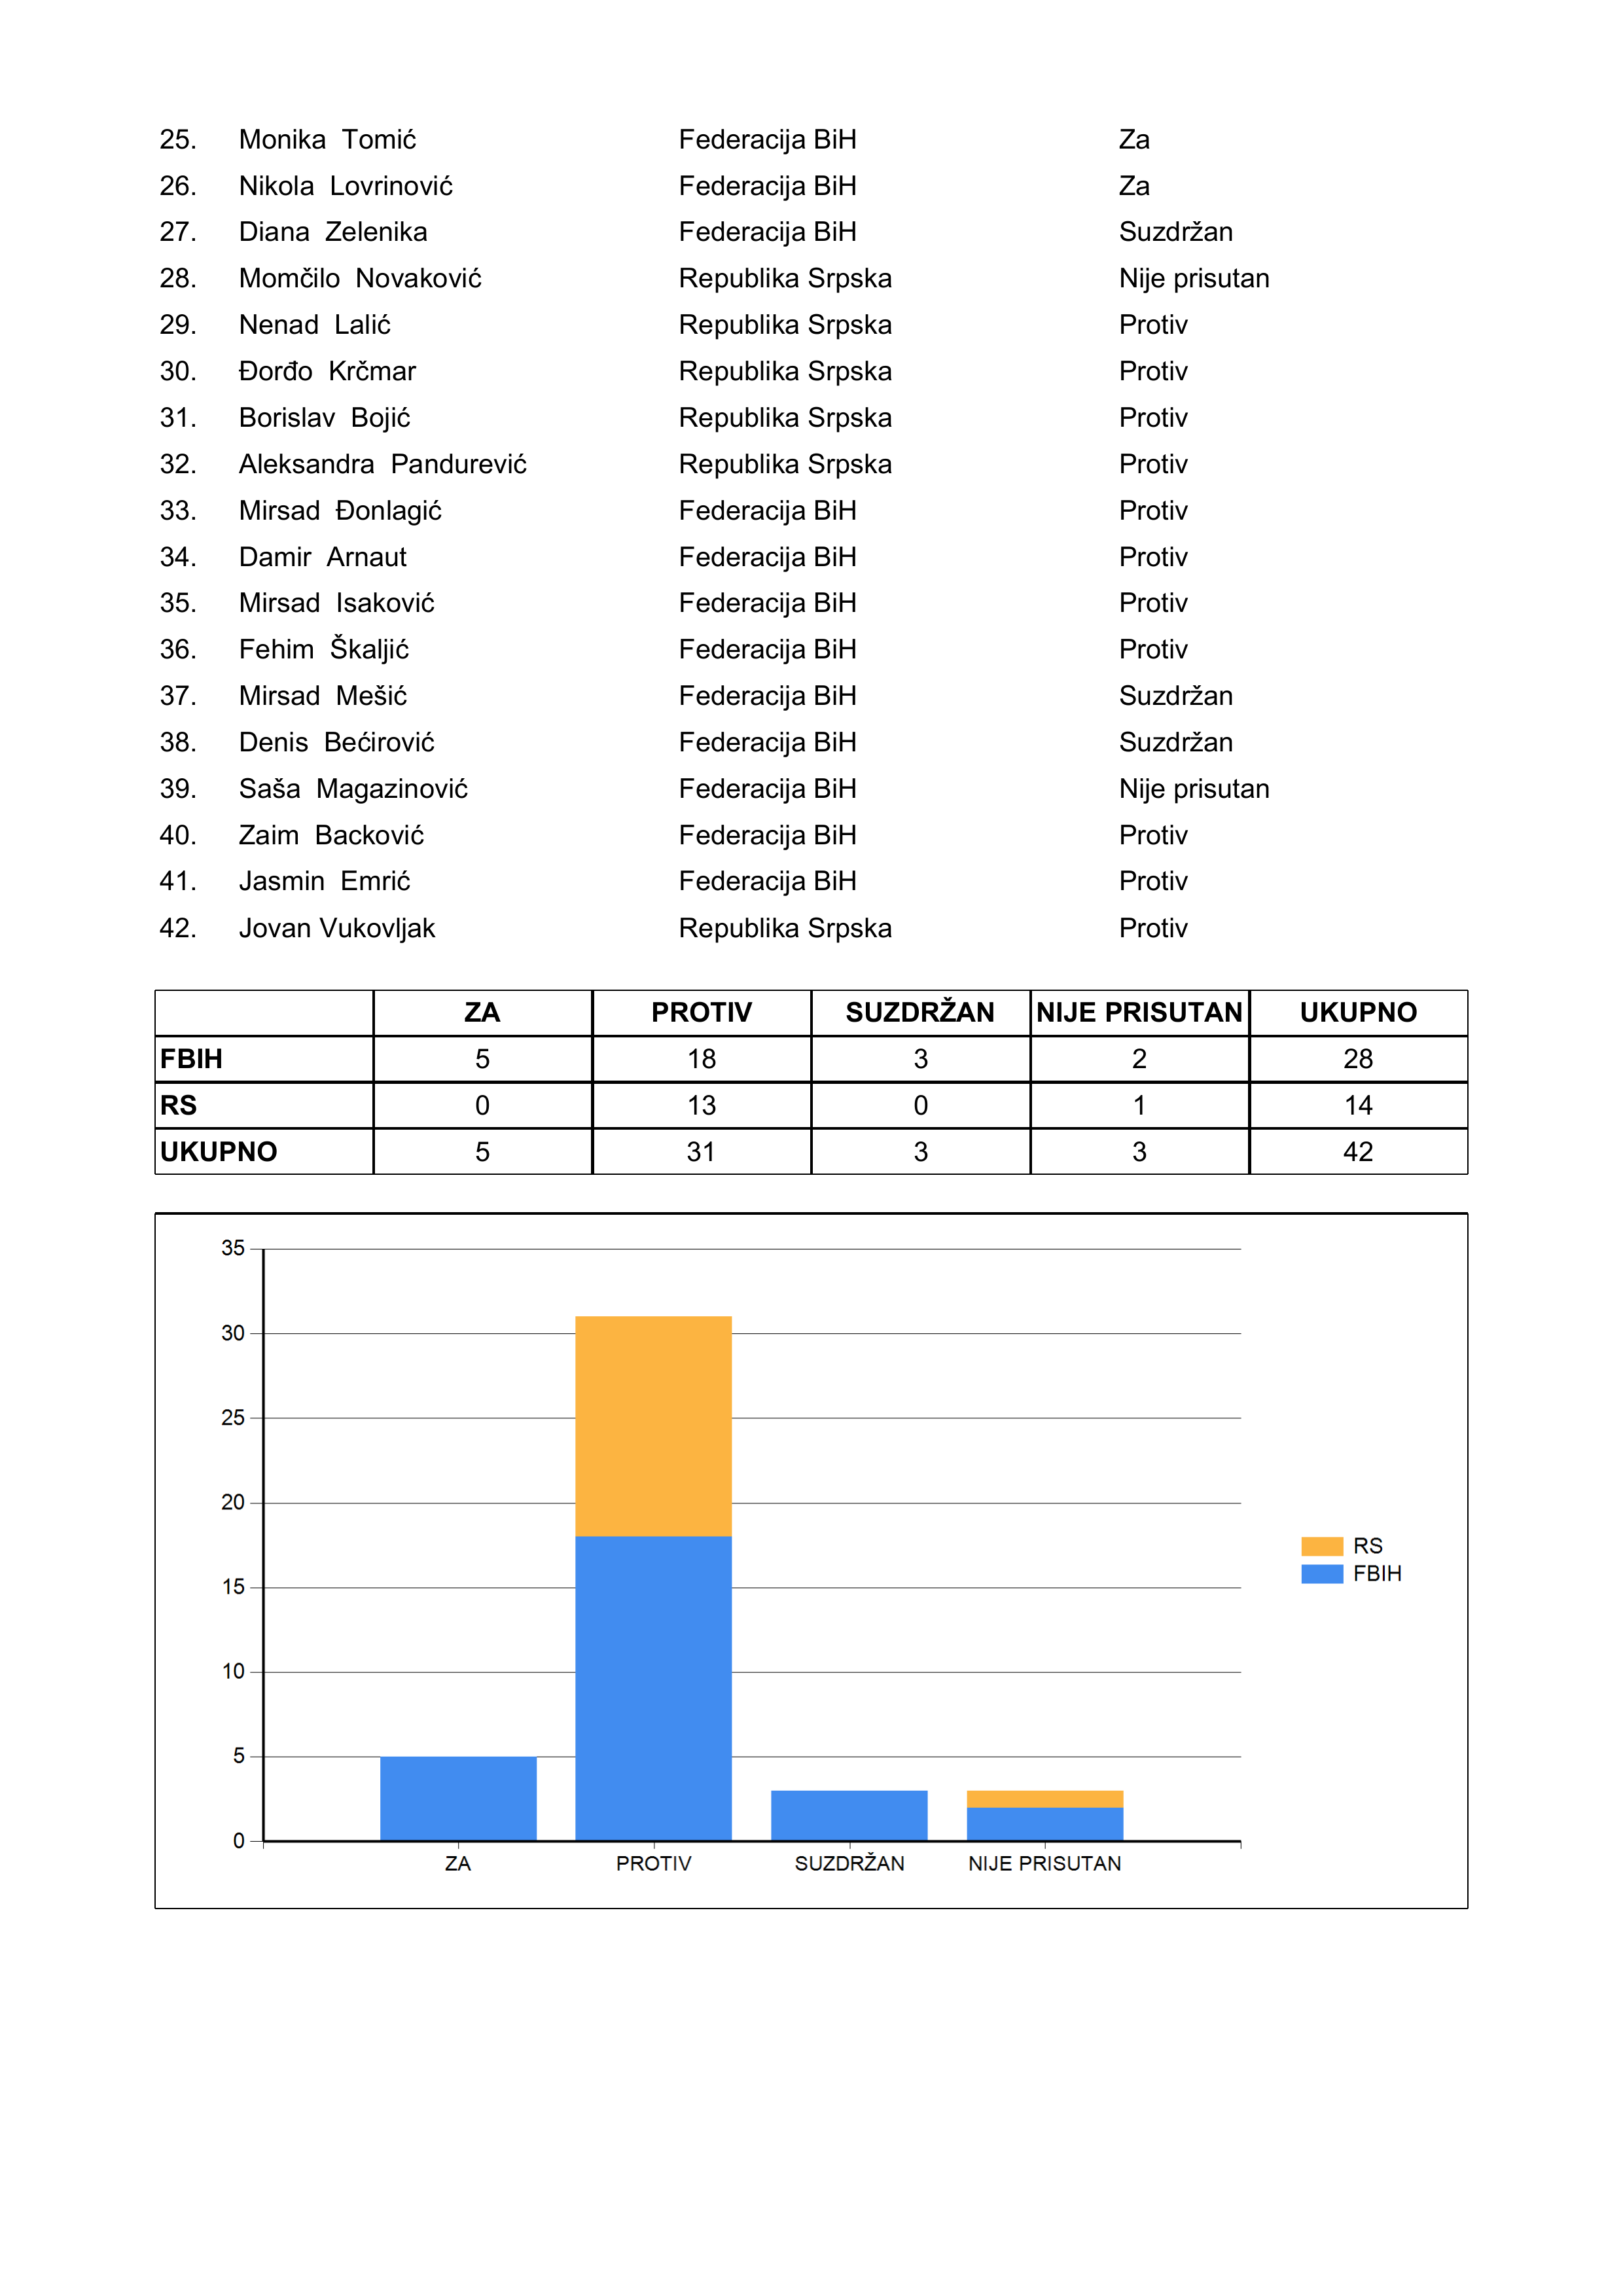 25. Monika Tomić Federacija BiH Za
26. Nikola Lovrinović Federacija BiH Za
27. Diana Zelenika Federacija BiH Suzdržan
28. Momčilo Novaković Republika Srpska Nije prisutan
29. Nenad Lalić Republika Srpska Protiv
30. Đorđo Krčmar Republika Srpska Protiv
31. Borislav Bojić Republika Srpska Protiv
32. Aleksandra Pandurević Republika Srpska Protiv
33. Mirsad Đonlagić Federacija BiH Protiv
34. Damir Arnaut Federacija BiH Protiv
35. Mirsad Isaković Federacija BiH Protiv
36. Fehim Škaljić Federacija BiH Protiv
37. Mirsad Mešić Federacija BiH Suzdržan
38. Denis Bećirović Federacija BiH Suzdržan
39. Saša Magazinović Federacija BiH Nije prisutan
40. Zaim Backović Federacija BiH Protiv
41. Jasmin Emrić Federacija BiH Protiv
42. Jovan Vukovljak Republika Srpska Protiv
ZA PROTIV SUZDRŽAN NIJE PRISUTAN UKUPNO
FBIH 5 18 3 2 28
RS 0 13 0 1 14
UKUPNO 5 31 3 3 42
35
30
25
20
15
10
5
0
ZA PROTIV SUZDRŽAN NIJE PRISUTAN
RS
FBIH